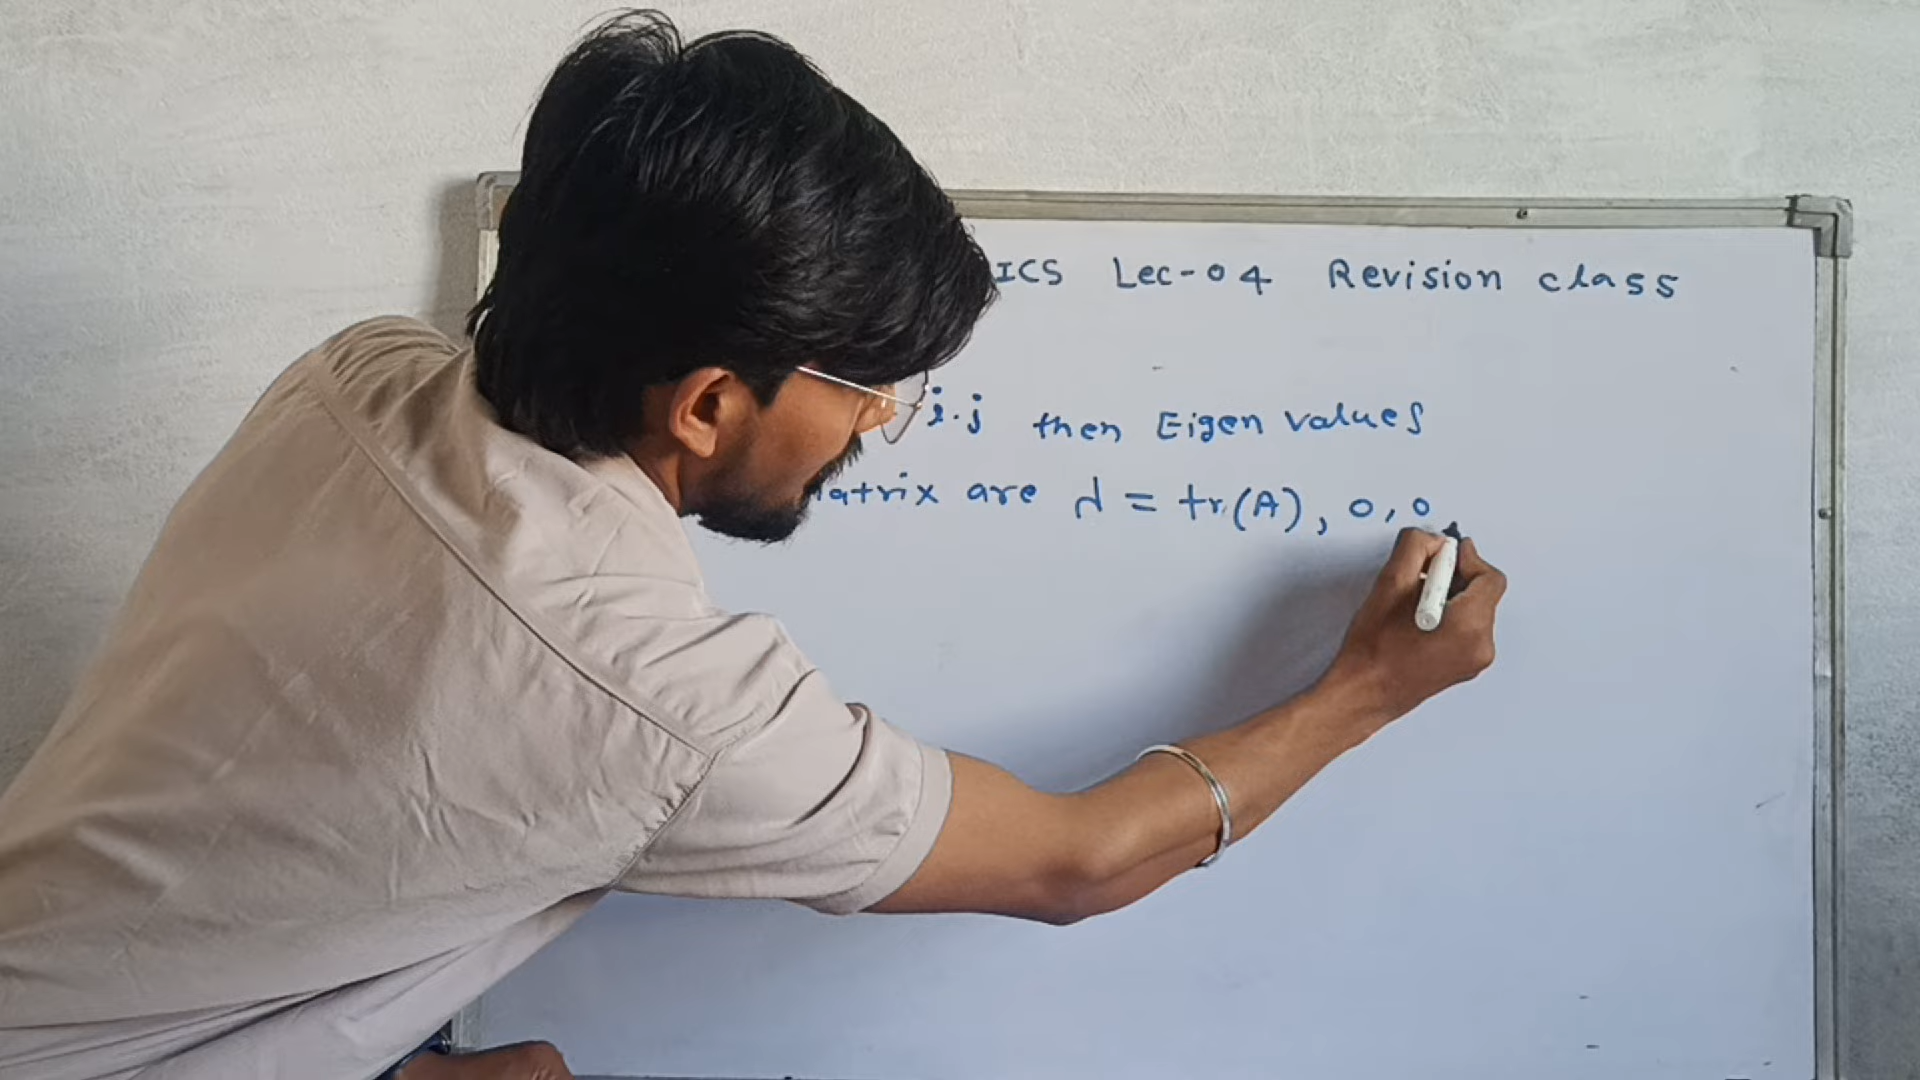 ICS Lec-04 Revision class
i.j then Eigen values
atrix are λ = tr(A), 0, 0